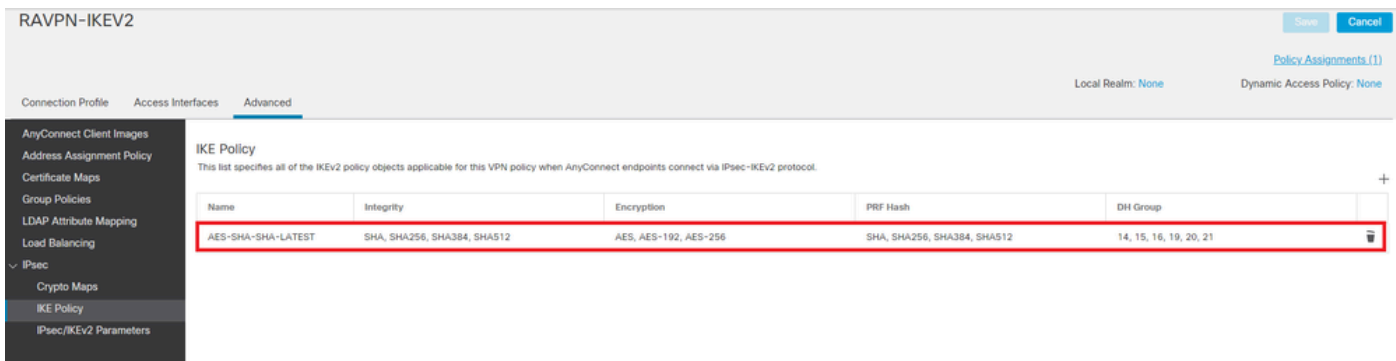 RAVPN-IKEV2
Save
Cancel
Policy Assignments (1)
Local Realm: None
Dynamic Access Policy: None
Connection Profile
Access Interfaces
Advanced
AnyConnect Client Images
Address Assignment Policy
Certificate Maps
Group Policies
LDAP Attribute Mapping
Load Balancing
IPsec
Crypto Maps
IKE Policy
IPsec/IKEv2 Parameters
IKE Policy
This list specifies all of the IKEv2 policy objects applicable for this VPN policy when AnyConnect endpoints connect via IPsec-IKEv2 protocol.
Name Integrity Encryption PRF Hash DH Group
AES-SHA-SHA-LATEST SHA, SHA256, SHA384, SHA512 AES, AES-192, AES-256 SHA, SHA256, SHA384, SHA512 14, 15, 16, 19, 20, 21